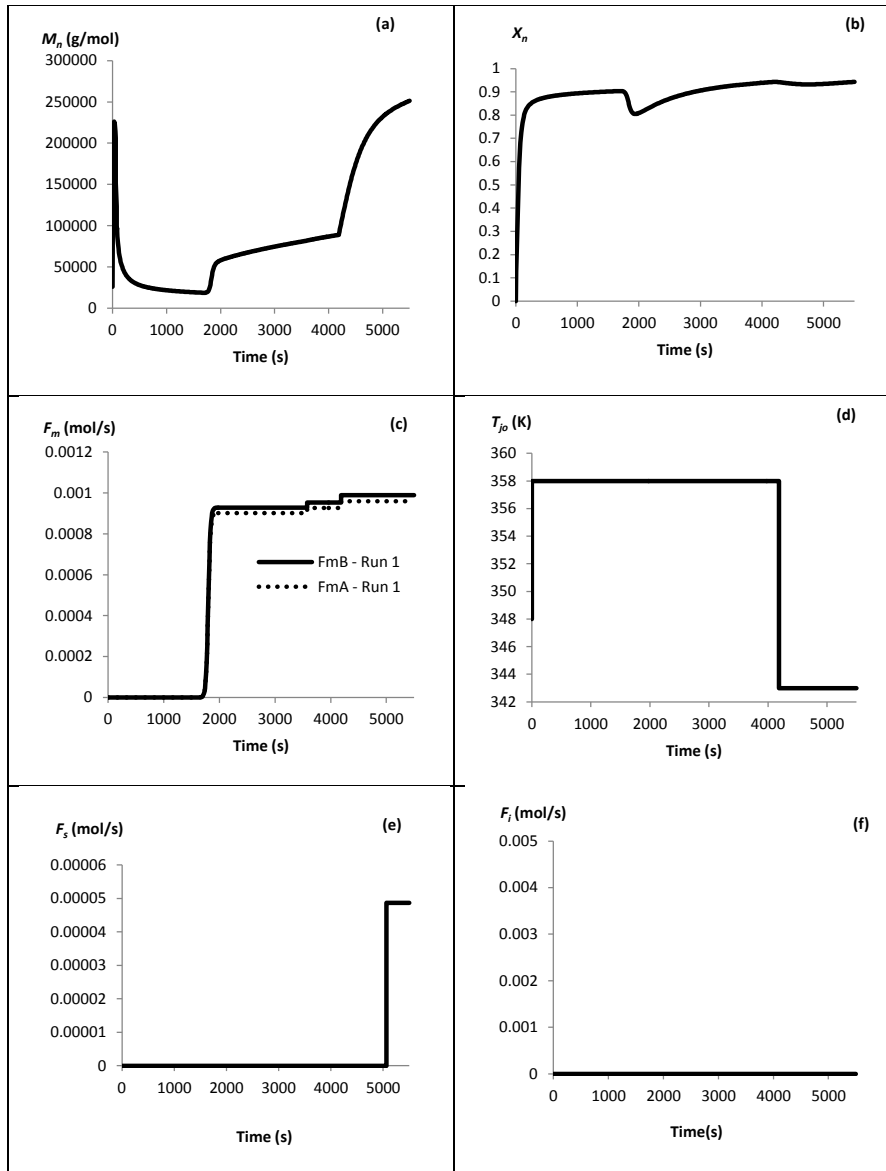 (a)
Mn (g/mol)
300000
250000
200000
150000
100000
50000
0
0 1000 2000 3000 4000 5000
Time (s)
(b)
Xn
1
0.9
0.8
0.7
0.6
0.5
0.4
0.3
0.2
0.1
0
0 1000 2000 3000 4000 5000
Time (s)
(c)
Fm (mol/s)
0.0012
0.001
0.0008
0.0006
0.0004
0.0002
0
FmB - Run 1
FmA - Run 1
0 1000 2000 3000 4000 5000
Time (s)
(d)
Tjo (K)
360
358
356
354
352
350
348
346
344
342
0 1000 2000 3000 4000 5000
Time (s)
(e)
Fs (mol/s)
0.00006
0.00005
0.00004
0.00003
0.00002
0.00001
0
0 1000 2000 3000 4000 5000
Time (s)
(f)
Fi (mol/s)
0.005
0.004
0.003
0.002
0.001
0
0 1000 2000 3000 4000 5000
Time(s)